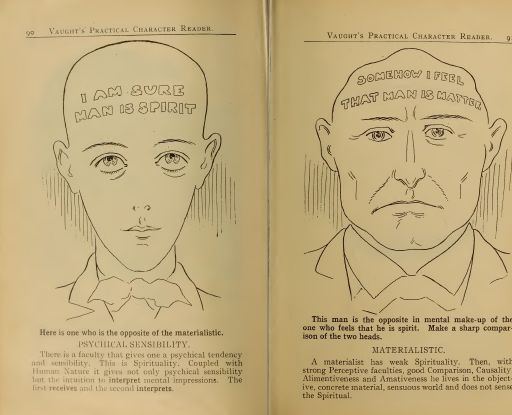 90 VAUGHT'S PRACTICAL CHARACTER READER.
I AM SURE
MAN IS SPIRIT
Here is one who is the opposite of the materialistic.
PSYCHICAL SENSIBILITY.
There is a faculty that gives one a psychical tendency
and sensibility. This is Spirituality. Coupled with
Human Nature it gives not only psychical sensibility
but the intuition to interpret mental impressions. The
first receives and the second interprets.
VAUGHT'S PRACTICAL CHARACTER READER. 9
SOMEHOW I FEEL
THAT MAN IS MATTER
This man is the opposite in mental make-up of the
one who feels that he is spirit. Make a sharp compar-
ison of the two heads.
MATERIALISTIC.
A materialist has weak Spirituality. Then, with
strong Perceptive faculties, good Comparison, Causality
Alimentiveness and Amativeness he lives in the object-
ive, concrete material, sensuous world and does not sense
the Spiritual.